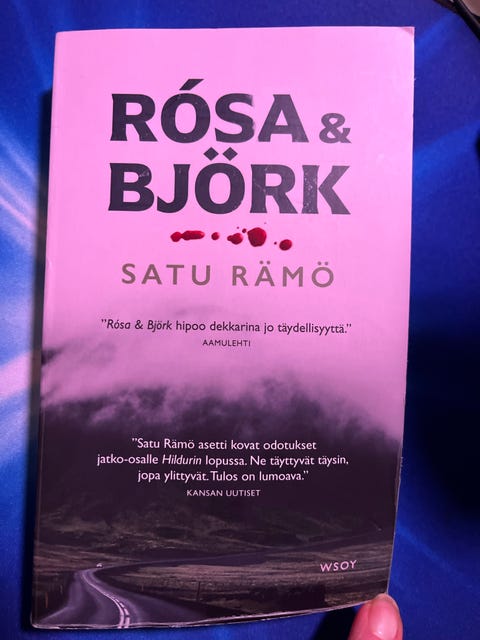 RÓSA &
BJÖRK
SATU RÄMÖ
”Rósa & Björk hipoo dekkarina jo täydellisyyttä.”
AAMULEHTI
”Satu Rämö asetti kovat odotukset
jatko-osalle Hildurin lopussa. Ne täyttyvät täysin,
jopa ylittyvät. Tulos on lumoava.”
KANSAN UUTISET
WSOY